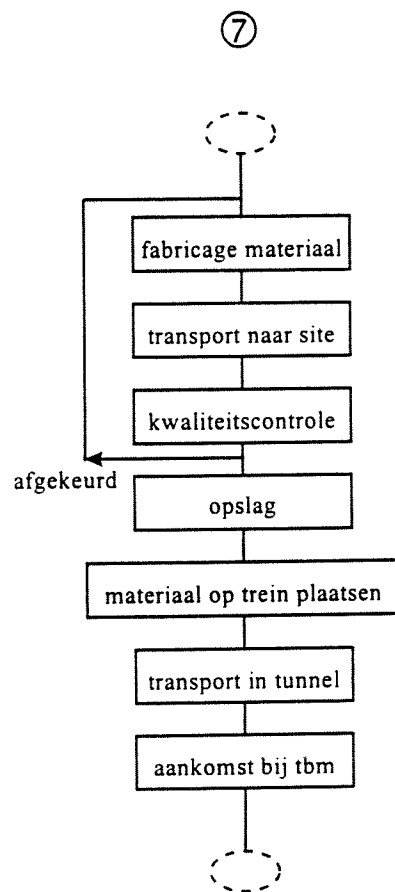 7
fabricage materiaal
transport naar site
kwaliteitscontrole
afgekeurd
opslag
materiaal op trein plaatsen
transport in tunnel
aankomst bij tbm